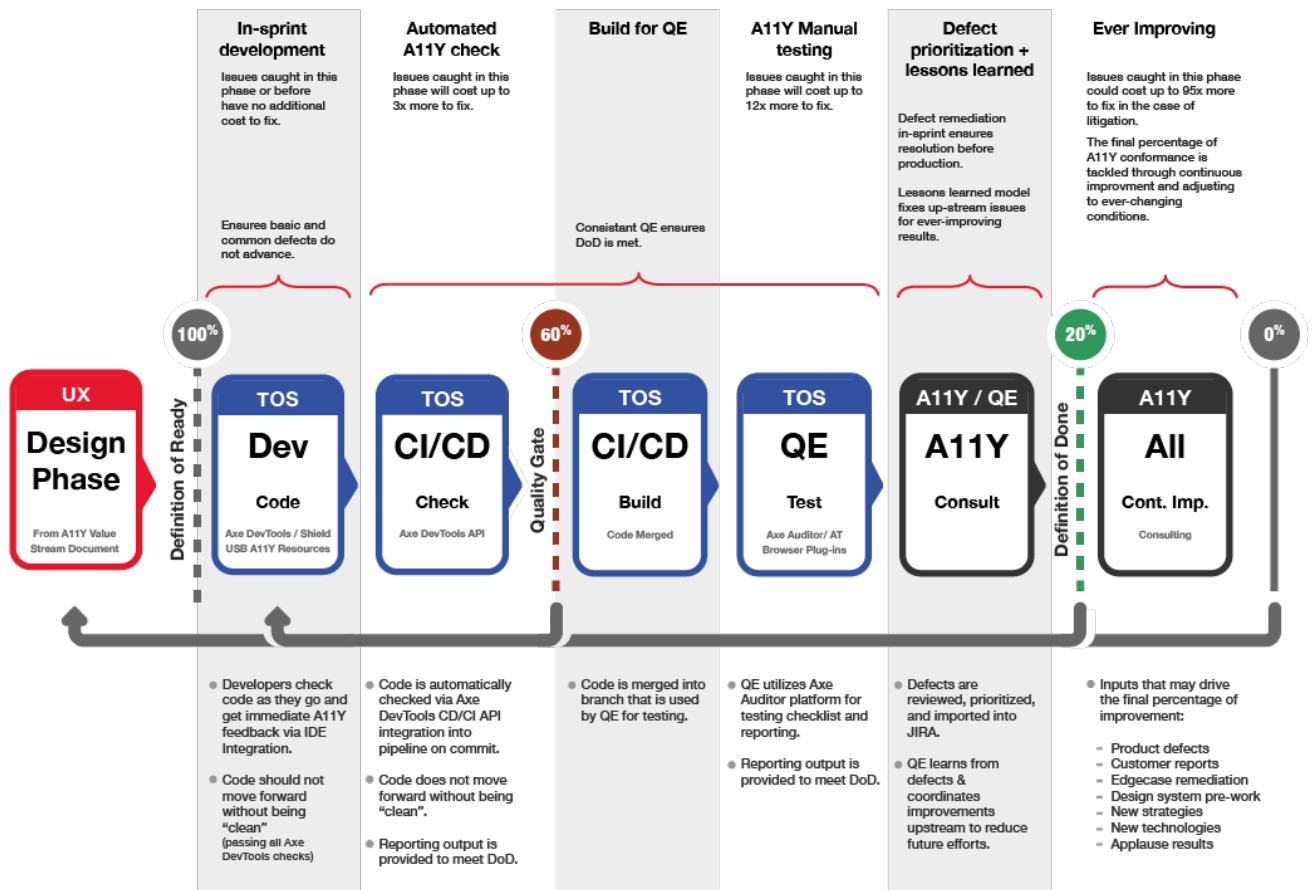 In-sprint
development
Issues caught in this
phase or before
have no additional
cost to fix.
Ensures basic and
common defects do
not advance.
Automated
A11Y check
Issues caught in this
phase will cost up to
3x more to fix.
Build for QE
Consistant QE ensures
DoD is met.
A11Y Manual
testing
Issues caught in this
phase will cost up to
12x more to fix.
Defect
prioritization +
lessons learned
Defect remediation
in-sprint ensures
resolution before
production.
Lessons learned model
fixes up-stream issues
for ever-improving
results.
Ever Improving
Issues caught in this phase
could cost up to 95x more
to fix in the case of
litigation.
The final percentage of
A11Y conformance is
tackled through continuous
improvment and adjusting
to ever-changing
conditions.
100%
60%
20%
0%
UX
Design
Phase
From A11Y Value
Stream Document
Definition of Ready
TOS
Dev
Code
Axe DevTools / Shield
USB A11Y Resources
TOS
CI/CD
Check
Axe DevTools API
Quality Gate
TOS
CI/CD
Build
Code Merged
TOS
QE
Test
Axe Auditor/ AT
Browser Plug-ins
A11Y / QE
A11Y
Consult
Definition of Done
A11Y
All
Cont. Imp.
Consulting
Developers check
code as they go and
get immediate A11Y
feedback via IDE
Integration.
Code should not
move forward
without being
“clean”
(passing all Axe
DevTools checks)
Code is automatically
checked via Axe
DevTools CD/CI API
integration into
pipeline on commit.
Code does not move
forward without being
“clean”.
Reporting output is
provided to meet DoD.
Code is merged into
branch that is used
by QE for testing.
QE utilizes Axe
Auditor platform for
testing checklist and
reporting.
Reporting output is
provided to meet DoD.
Defects are
reviewed, prioritized,
and imported into
JIRA.
QE learns from
defects &
coordinates
improvements
upstream to reduce
future efforts.
Inputs that may drive
the final percentage of
improvement:
- Product defects
- Customer reports
- Edgecase remediation
- Design system pre-work
- New strategies
- New technologies
- Applause results